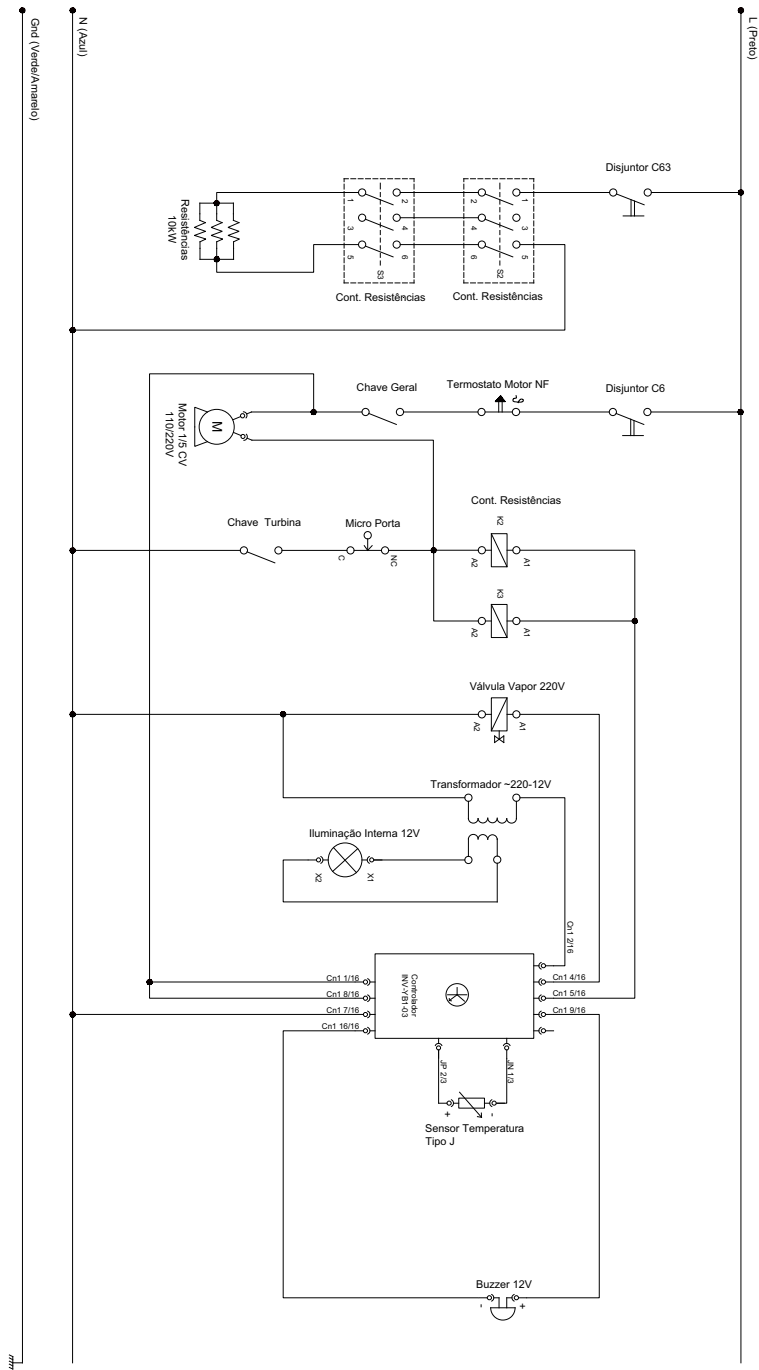 L (Preto)
N (Azul)
Gnd (Verde/Amarelo)
Disjuntor C63
1
2
3
4
5
6
S3
2
1
4
3
6
5
S2
Cont. Resistências
Cont. Resistências
Resistências
10kW
Chave Geral
Termostato Motor NF
Disjuntor C6
M
Motor 1/5 CV
110/220V
Cont. Resistências
K2
A2
A1
Chave Turbina
Micro Porta
C
NC
K3
A2
A1
Válvula Vapor 220V
A2
A1
Transformador ~220-12V
Iluminação Interna 12V
X2
X1
Cn1 2/16
Cn1 1/16
Cn1 8/16
Cn1 7/16
Cn1 16/16
Controlador
INV-YB1-03
Cn1 4/16
Cn1 5/16
Cn1 9/16
JP 2/3
JN 1/3
+
-
Sensor Temperatura
Tipo J
Buzzer 12V
-
+